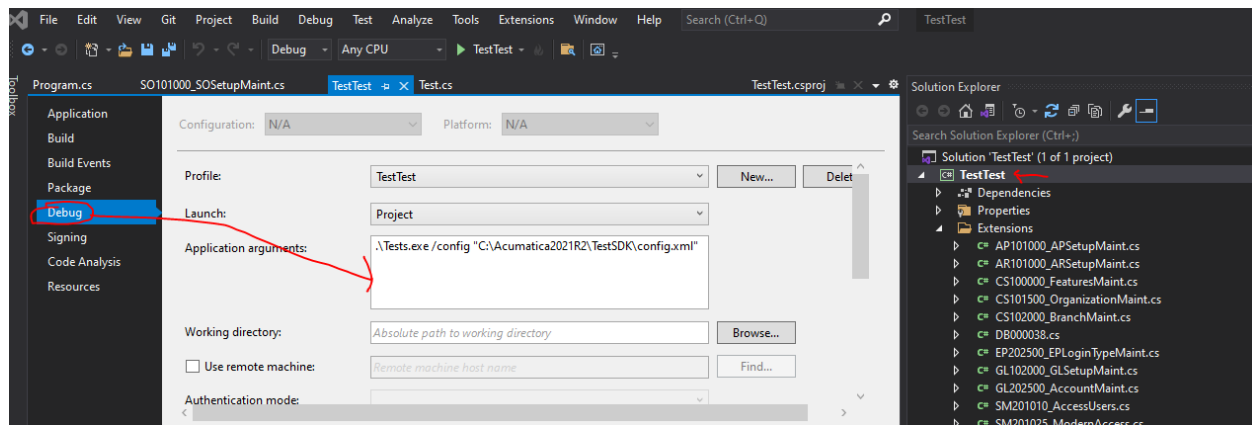 File Edit View Git Project Build Debug Test Analyze Tools Extensions Window Help Search (Ctrl+Q) TestTest
Debug Any CPU TestTest
Toolbox
Program.cs SO101000_SOSetupMaint.cs TestTest Test.cs TestTest.csproj
Application
Build
Build Events
Package
Debug
Signing
Code Analysis
Resources
Configuration: N/A Platform: N/A
Profile: TestTest New... Delet
Launch: Project
Application arguments: .\Tests.exe /config "C:\Acumatica2021R2\TestSDK\config.xml"
Working directory: Absolute path to working directory Browse...
Use remote machine: Remote machine host name Find...
Authentication mode:
Solution Explorer
Search Solution Explorer (Ctrl+;)
Solution 'TestTest' (1 of 1 project)
C# TestTest
Dependencies
Properties
Extensions
C# AP101000_APSetupMaint.cs
C# AR101000_ARSetupMaint.cs
C# CS100000_FeaturesMaint.cs
C# CS101500_OrganizationMaint.cs
C# CS102000_BranchMaint.cs
C# DB000038.cs
C# EP202500_EPLoginTypeMaint.cs
C# GL102000_GLSetupMaint.cs
C# GL202500_AccountMaint.cs
C# SM201010_AccessUsers.cs
C# SM201025_ModernAccess.cs